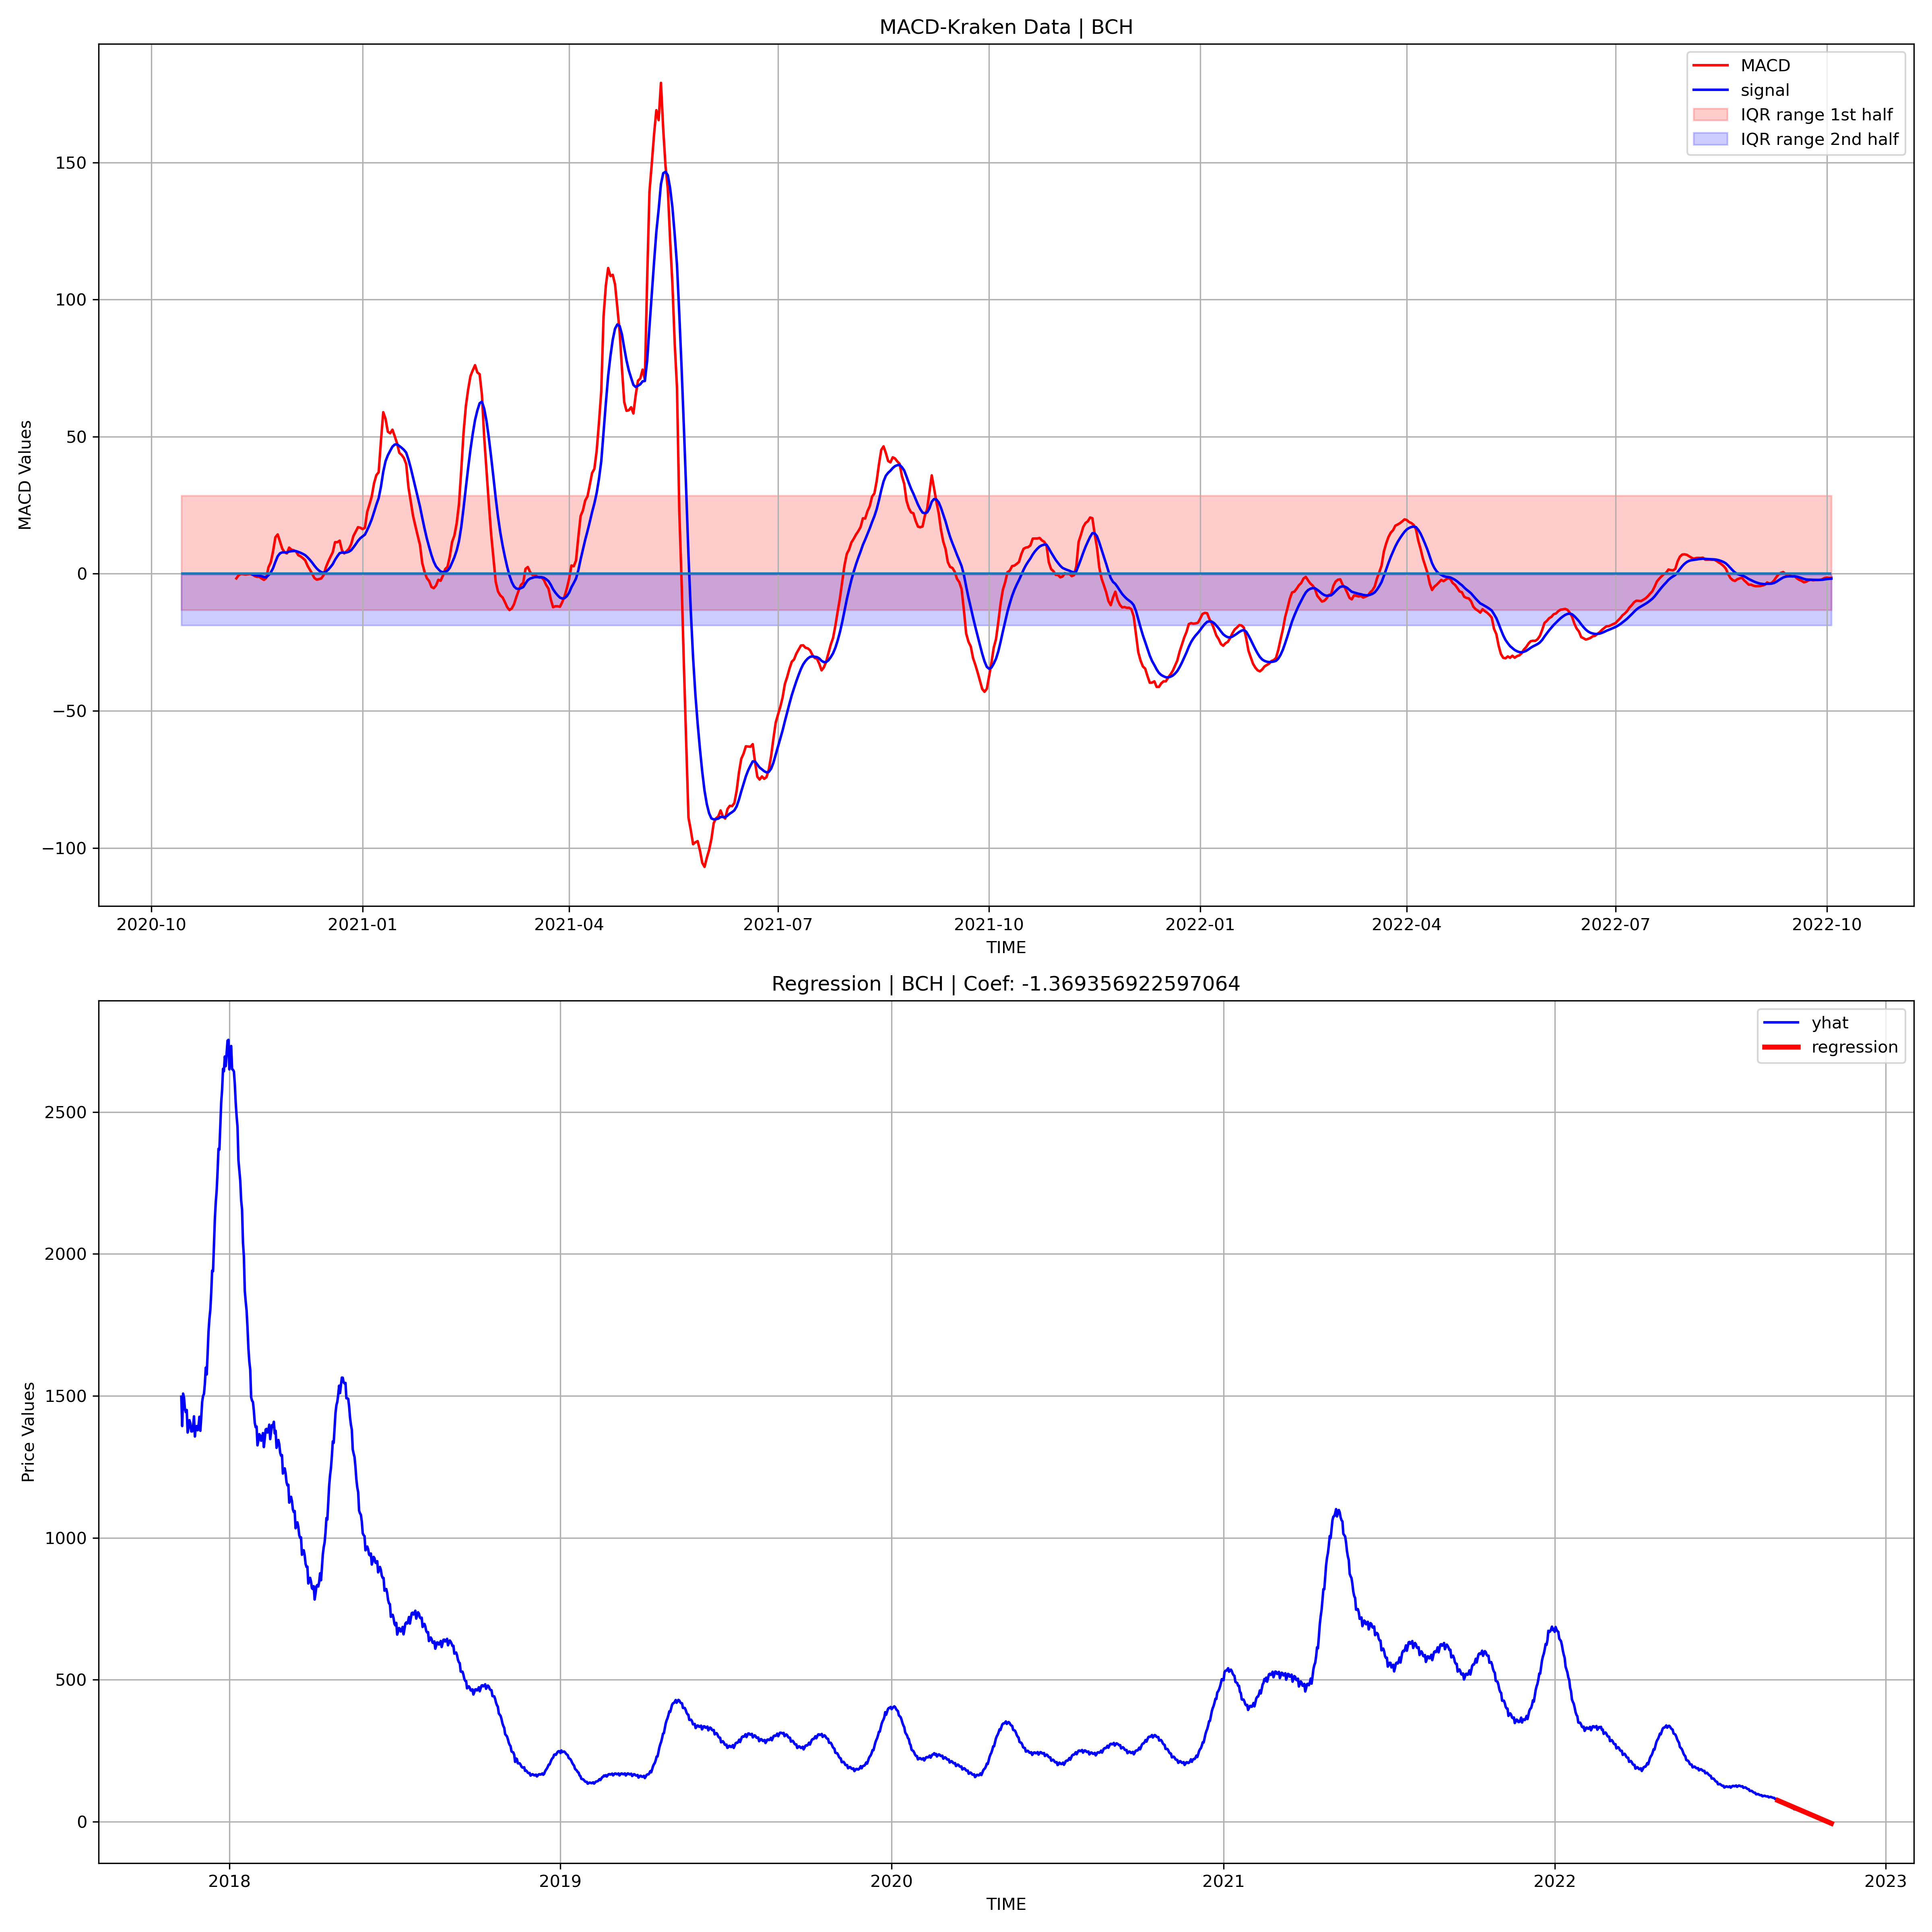 MACD-Kraken Data | BCH
MACD
signal
IQR range 1st half
IQR range 2nd half
MACD Values
150
100
50
0
−50
−100
2020-10
2021-01
2021-04
2021-07
2021-10
2022-01
2022-04
2022-07
2022-10
TIME
Regression | BCH | Coef: -1.369356922597064
yhat
regression
Price Values
2500
2000
1500
1000
500
0
2018
2019
2020
2021
2022
2023
TIME